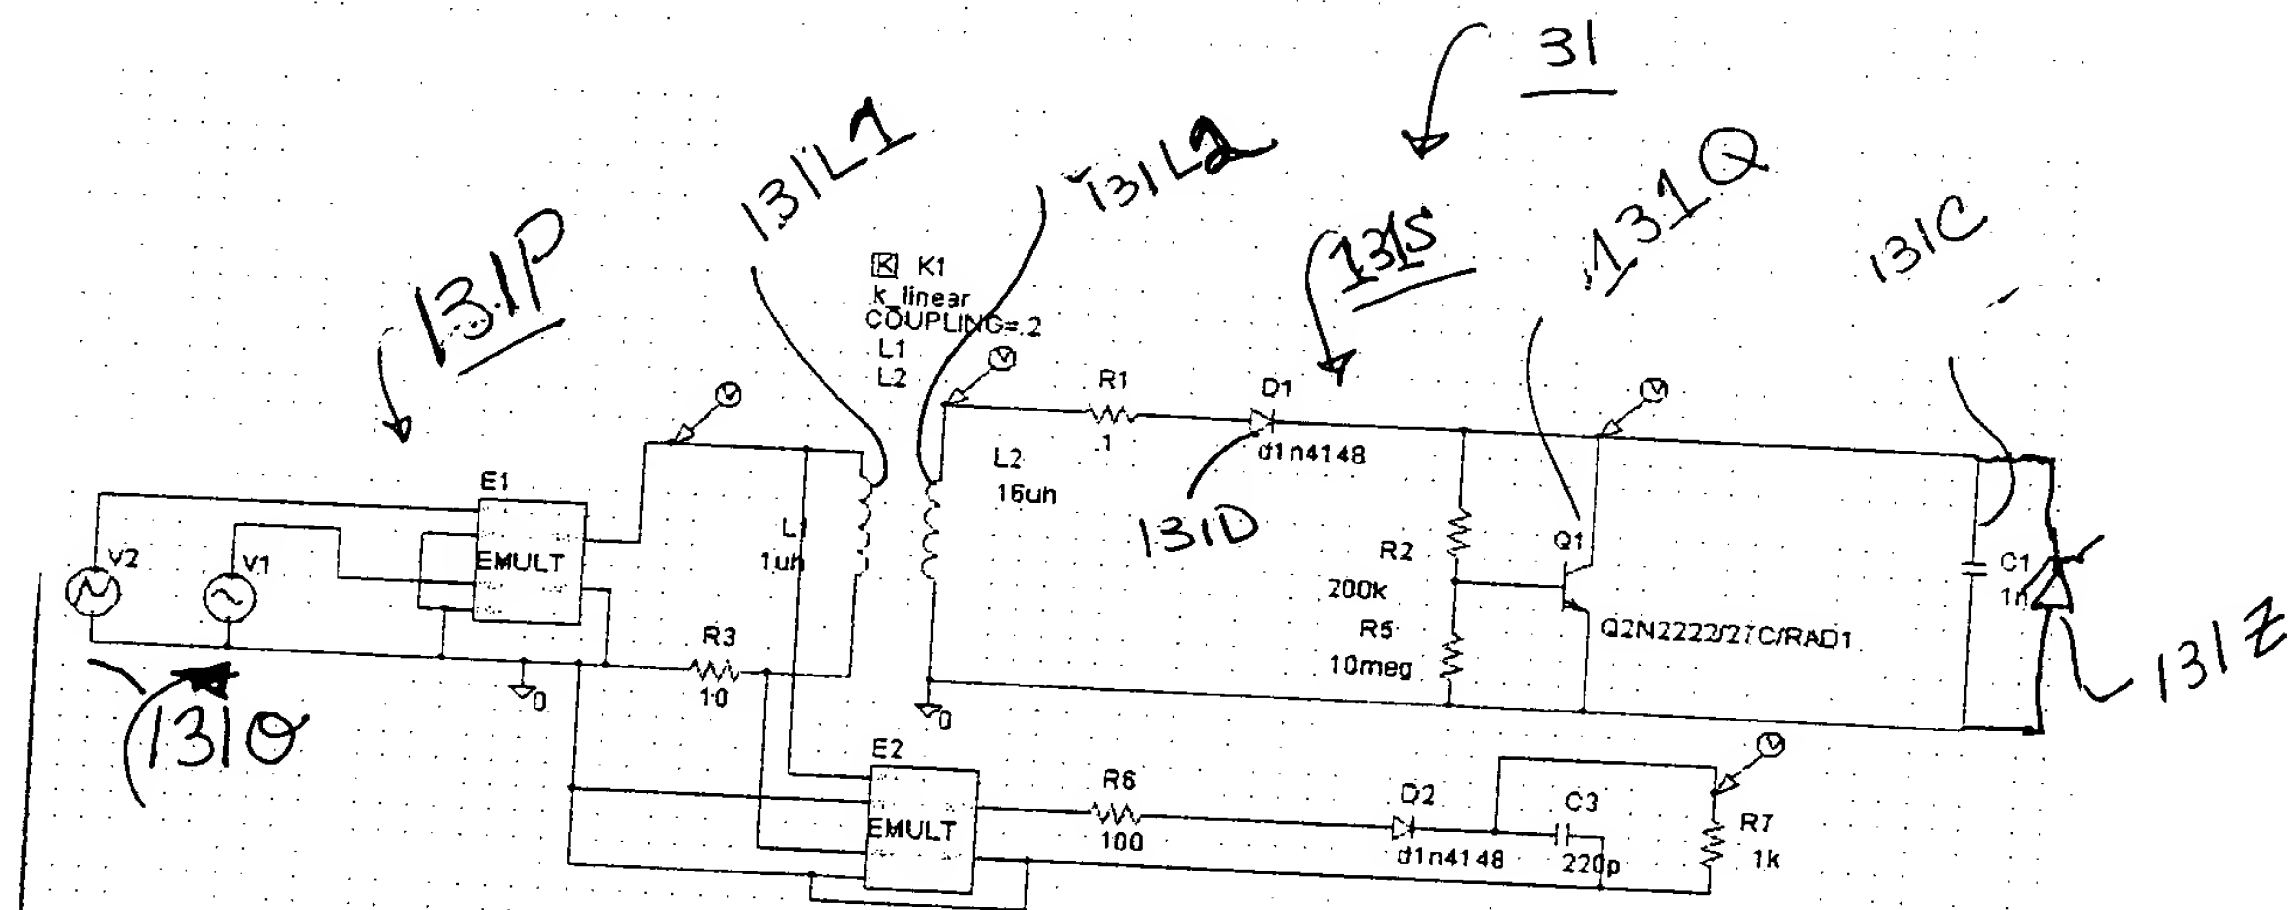 31
131L1
131L2
131S
131Q
131C
131P
K K1
k_linear
COUPLING=.2
L1
L2
R1
.1
D1
d1n4148
131D
L2
16uh
E1
EMULT
V2
V1
L1
1uh
R2
200k
R5
10meg
Q1
Q2N2222/27C/RAD1
C1
1n
131Z
R3
10
0
0
131O
E2
EMULT
R6
100
D2
d1n4148
C3
220p
R7
1k
V
V
V
V